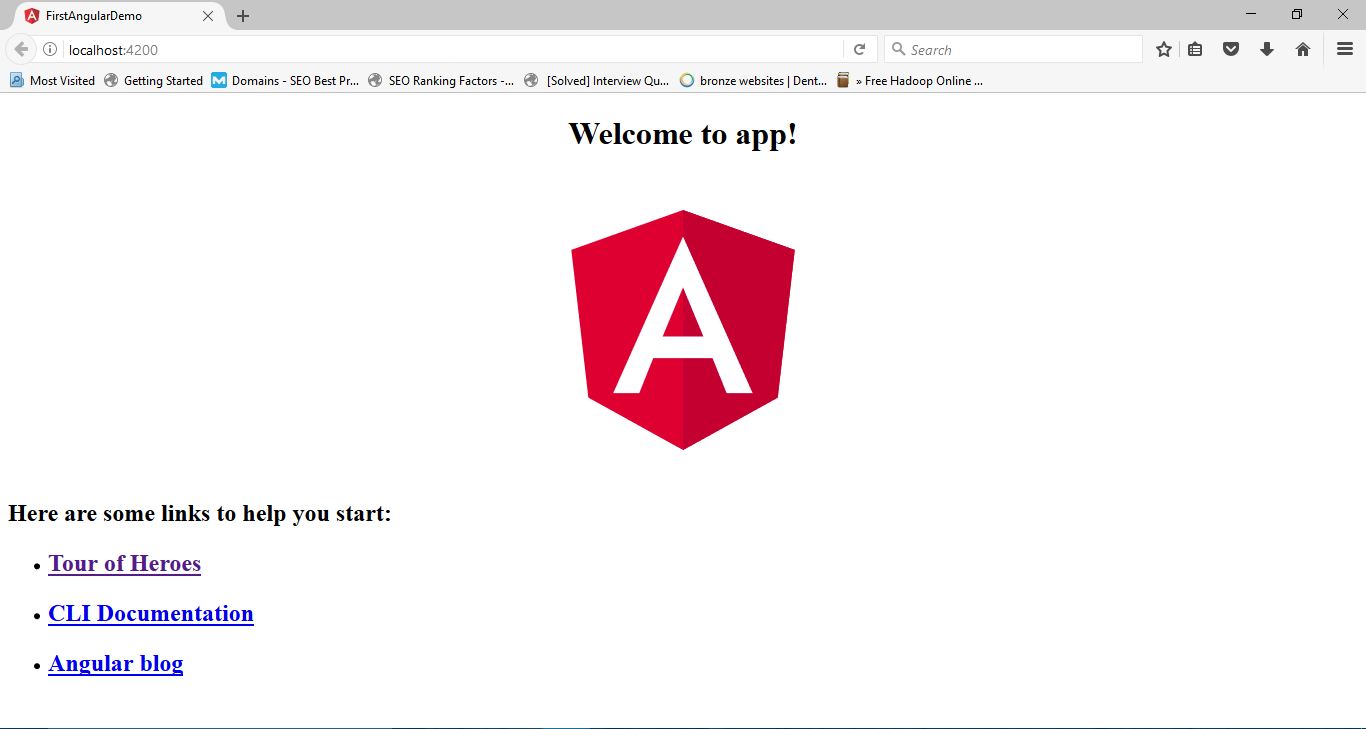 FirstAngularDemo
localhost:4200
Search
Most Visited Getting Started Domains - SEO Best Pr... SEO Ranking Factors -... [Solved] Interview Qu... bronze websites | Dent... » Free Hadoop Online ...
Welcome to app!
A
Here are some links to help you start:
• Tour of Heroes
• CLI Documentation
• Angular blog